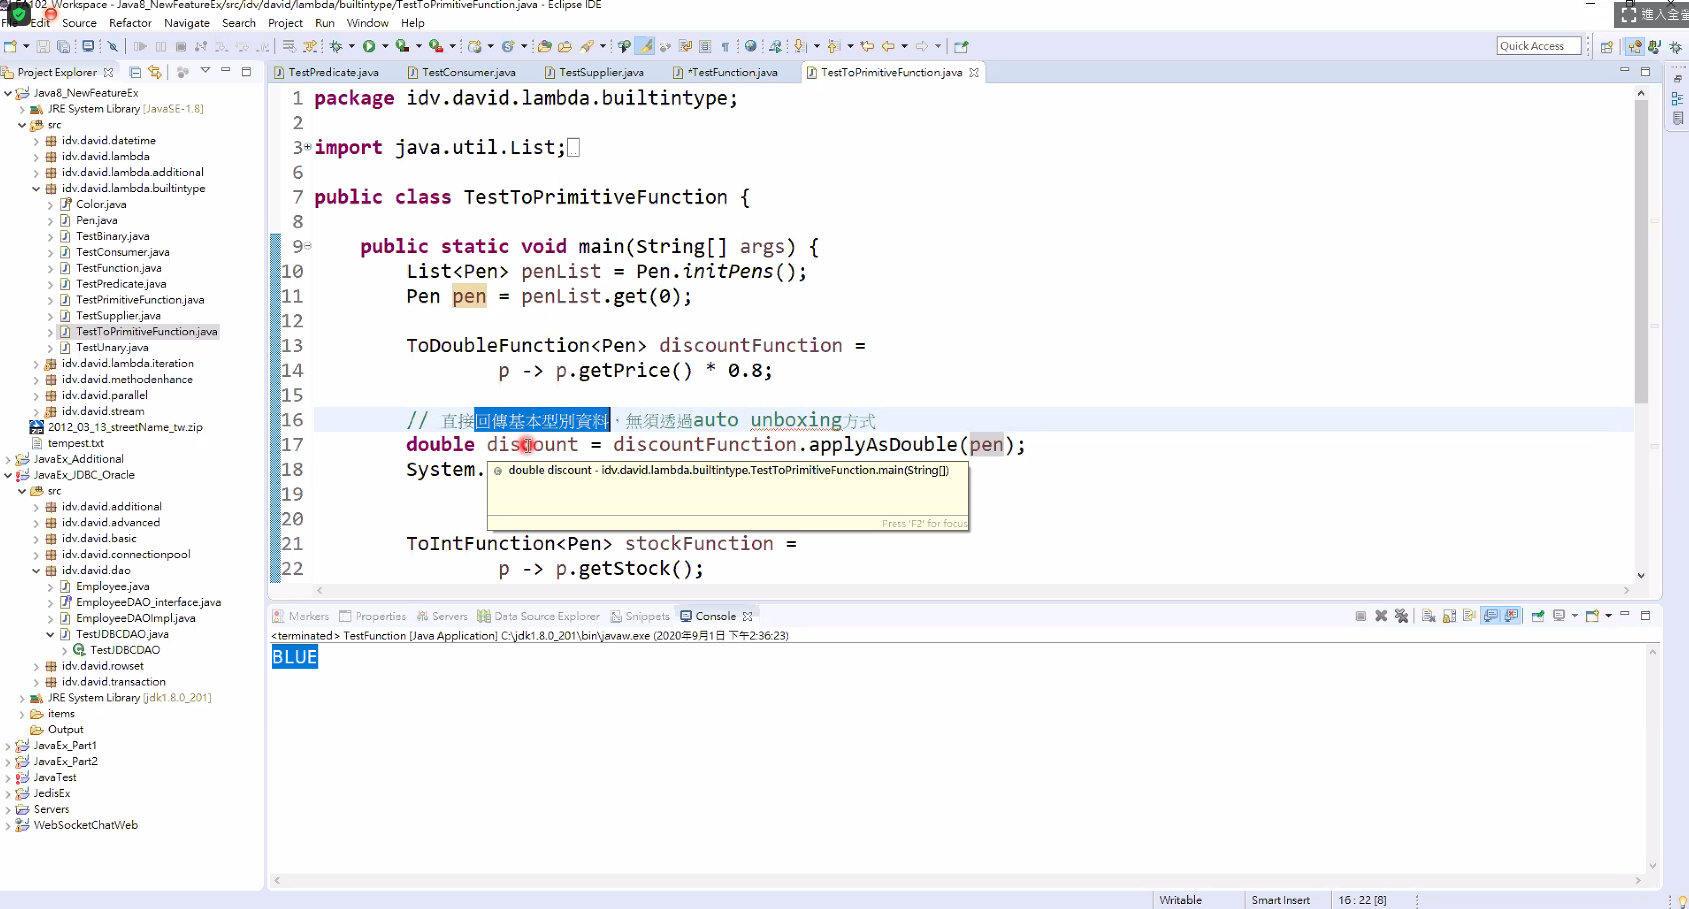 EA102_Workspace - Java8_NewFeatureEx/src/idv/david/lambda/builtintype/TestToPrimitiveFunction.java - Eclipse IDE
進入全螢
File Edit Source Refactor Navigate Search Project Run Window Help
Quick Access
Project Explorer
TestPredicate.java TestConsumer.java TestSupplier.java *TestFunction.java TestToPrimitiveFunction.java
Java8_NewFeatureEx
JRE System Library [JavaSE-1.8]
src
idv.david.datetime
idv.david.lambda
idv.david.lambda.additional
idv.david.lambda.builtintype
Color.java
Pen.java
TestBinary.java
TestConsumer.java
TestFunction.java
TestPredicate.java
TestPrimitiveFunction.java
TestSupplier.java
TestToPrimitiveFunction.java
TestUnary.java
idv.david.lambda.iteration
idv.david.methodenhance
idv.david.parallel
idv.david.stream
2012_03_13_streetName_tw.zip
tempest.txt
JavaEx_Additional
JavaEx_JDBC_Oracle
src
idv.david.additional
idv.david.advanced
idv.david.basic
idv.david.connectionpool
idv.david.dao
Employee.java
EmployeeDAO_interface.java
EmployeeDAOImpl.java
TestJDBCDAO.java
TestJDBCDAO
idv.david.rowset
idv.david.transaction
JRE System Library [jdk1.8.0_201]
items
Output
JavaEx_Part1
JavaEx_Part2
JavaTest
JedisEx
Servers
WebSocketChatWeb
1 package idv.david.lambda.builtintype;
2
3 import java.util.List;
6
7 public class TestToPrimitiveFunction {
8
9 public static void main(String[] args) {
10 List<Pen> penList = Pen.initPens();
11 Pen pen = penList.get(0);
12
13 ToDoubleFunction<Pen> discountFunction =
14 p -> p.getPrice() * 0.8;
15
16 // 直接回傳基本型別資料，無須透過auto unboxing方式
17 double discount = discountFunction.applyAsDouble(pen);
18 System.
double discount - idv.david.lambda.builtintype.TestToPrimitiveFunction.main(String[])
19
20
Press 'F2' for focus
21 ToIntFunction<Pen> stockFunction =
22 p -> p.getStock();
Markers Properties Servers Data Source Explorer Snippets Console
<terminated> TestFunction [Java Application] C:\jdk1.8.0_201\bin\javaw.exe (2020年9月1日 下午2:36:23)
BLUE
Writable Smart Insert 16 : 22 [8]